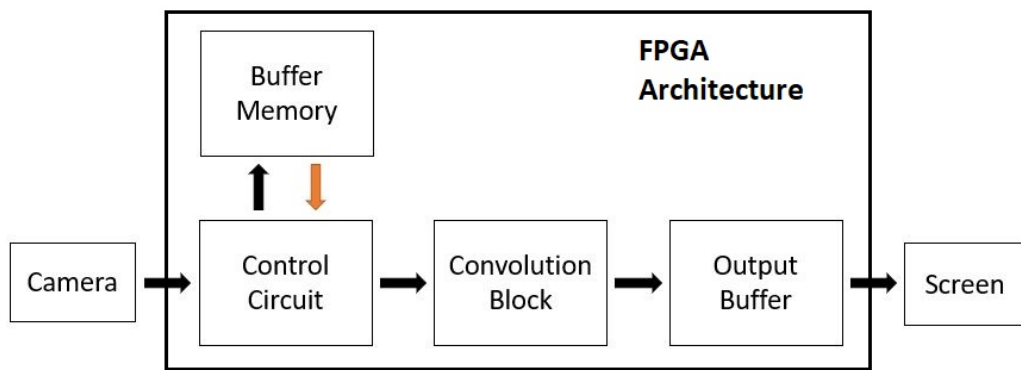 FPGA
Architecture
Buffer
Memory
Camera
Control
Circuit
Convolution
Block
Output
Buffer
Screen